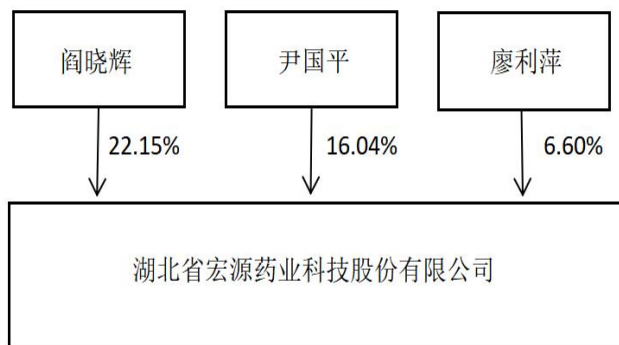 阎晓辉
尹国平
廖利萍
22.15%
16.04%
6.60%
湖北省宏源药业科技股份有限公司